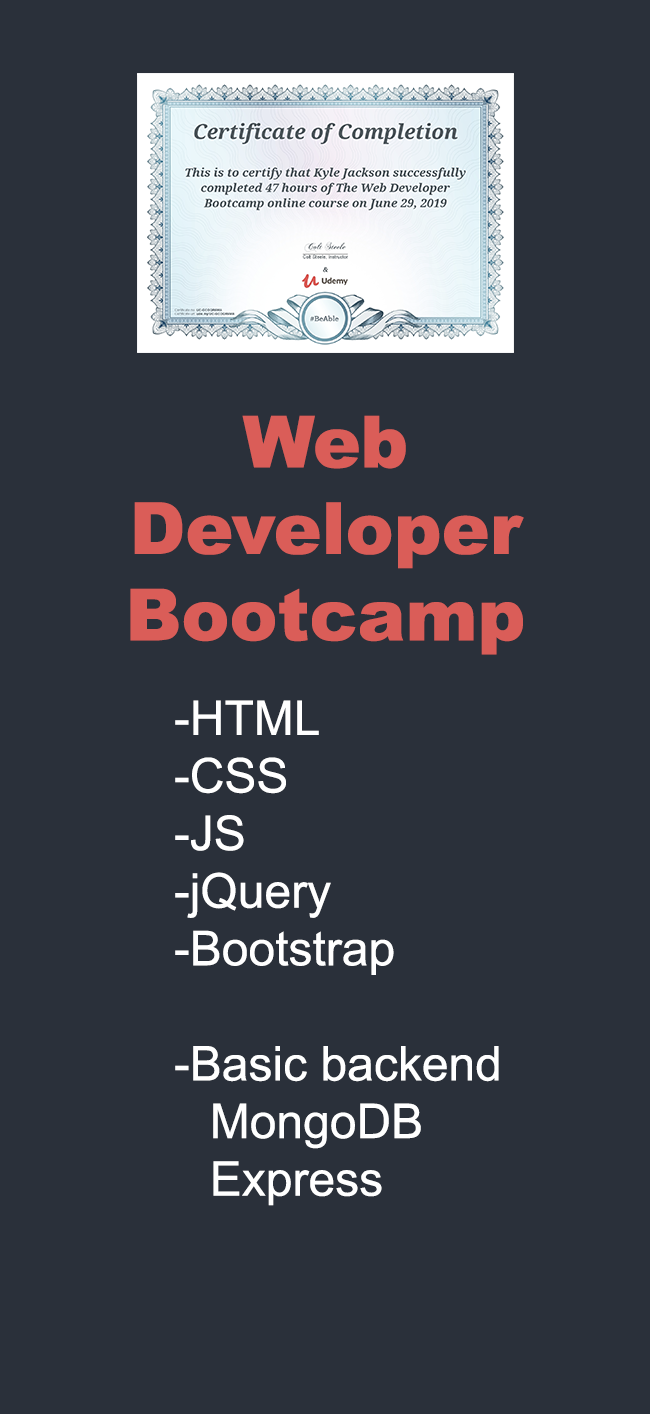 Certificate of Completion
This is to certify that Kyle Jackson successfully
completed 47 hours of The Web Developer
Bootcamp online course on June 29, 2019
Colt Steele
Colt Steele, Instructor
&
Udemy
#BeAble
Web
Developer
Bootcamp
-HTML
-CSS
-JS
-jQuery
-Bootstrap
-Basic backend
MongoDB
Express